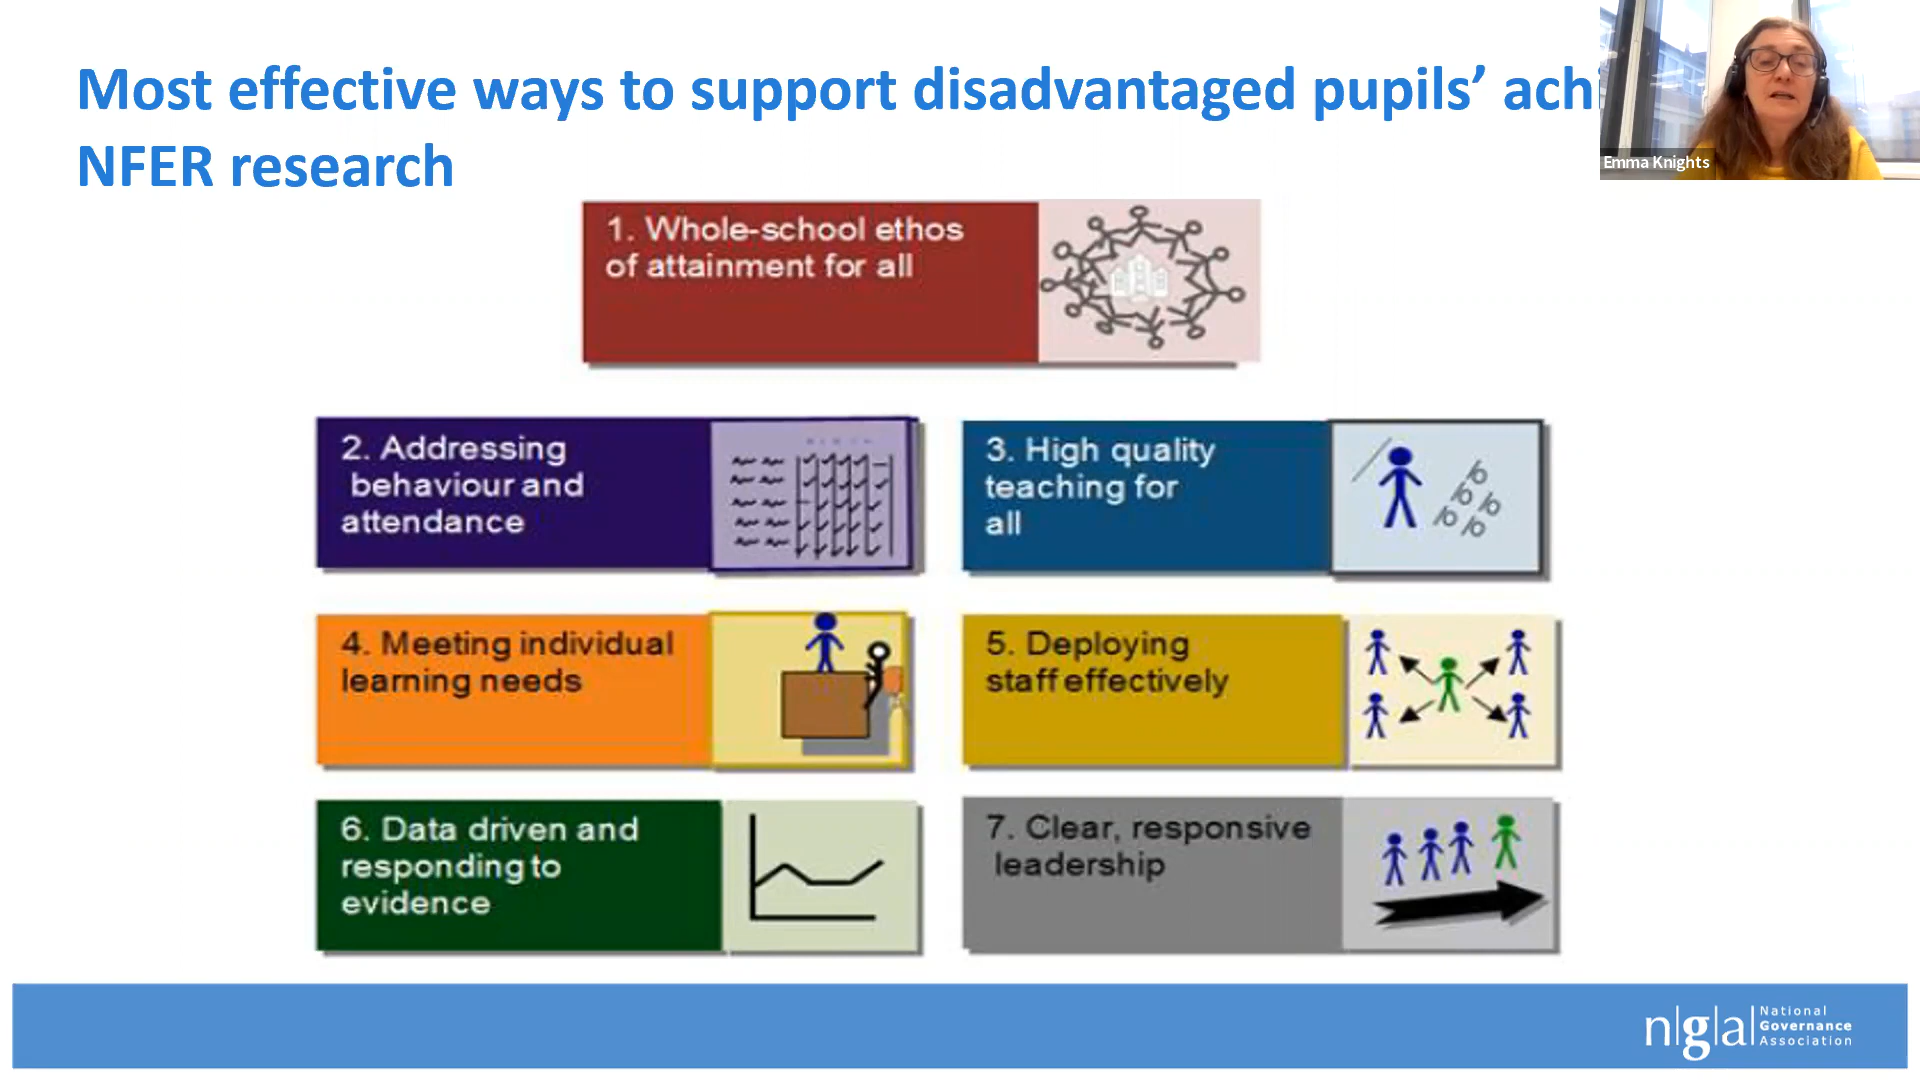 Most effective ways to support disadvantaged pupils’ ach
NFER research
Emma Knights
1. Whole-school ethos
of attainment for all
2. Addressing
behaviour and
attendance
3. High quality
teaching for
all
4. Meeting individual
learning needs
5. Deploying
staff effectively
6. Data driven and
responding to
evidence
7. Clear, responsive
leadership
n|g|a|
National
Governance
Association